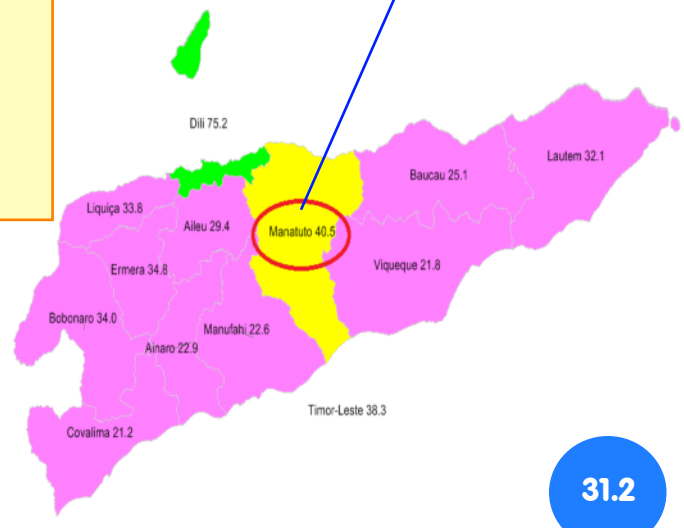 Dili 75.2
Lautem 32.1
Baucau 25.1
Liquiça 33.8
Aileu 29.4
Manatuto 40.5
Ermera 34.8
Viqueque 21.8
Bobonaro 34.0
Manufahi 22.6
Ainaro 22.9
Timor-Leste 38.3
Covalima 21.2
31.2